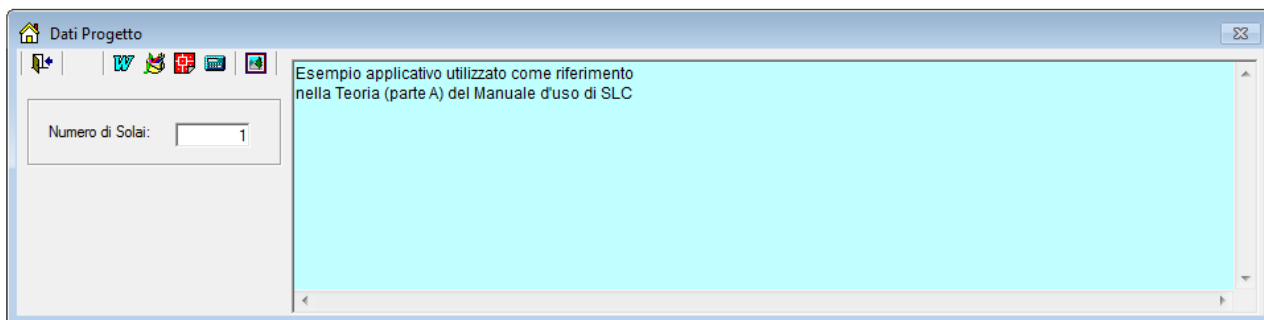 Dati Progetto
W
Esempio applicativo utilizzato come riferimento
nella Teoria (parte A) del Manuale d'uso di SLC
Numero di Solai: 1